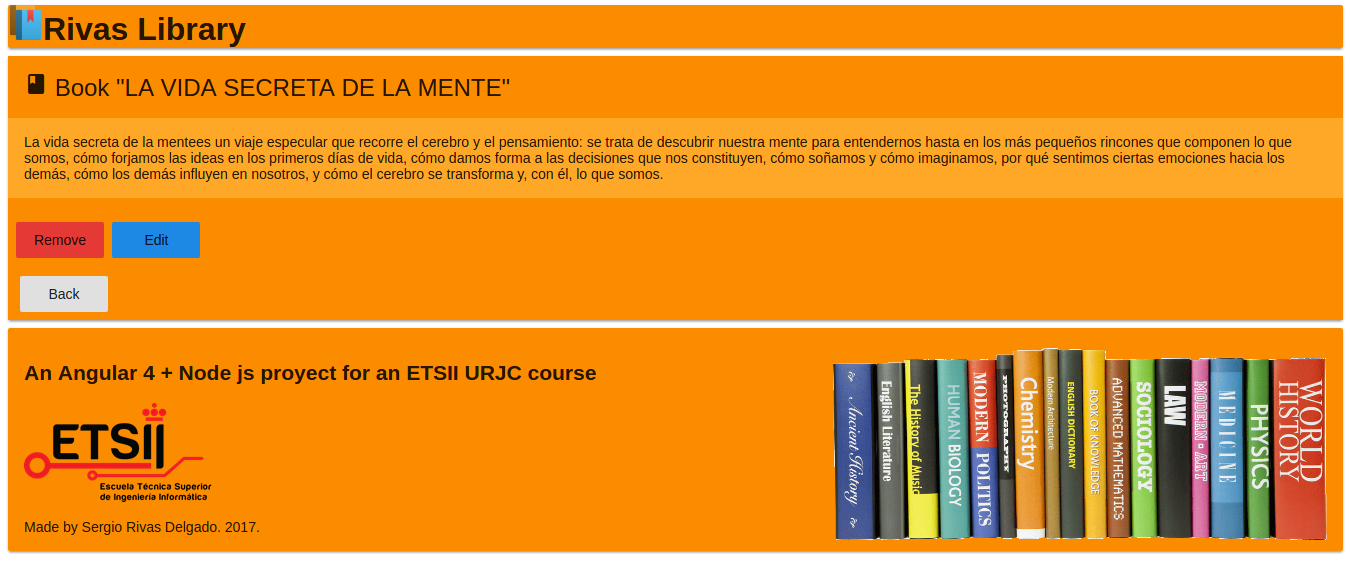 Rivas Library
Book "LA VIDA SECRETA DE LA MENTE"
La vida secreta de la mentees un viaje especular que recorre el cerebro y el pensamiento: se trata de descubrir nuestra mente para entendernos hasta en los más pequeños rincones que componen lo que
somos, cómo forjamos las ideas en los primeros días de vida, cómo damos forma a las decisiones que nos constituyen, cómo soñamos y cómo imaginamos, por qué sentimos ciertas emociones hacia los
demás, cómo los demás influyen en nosotros, y cómo el cerebro se transforma y, con él, lo que somos.
Remove
Edit
Back
An Angular 4 + Node js proyect for an ETSII URJC course
ETSII
Escuela Técnica Superior
de Ingeniería Informática
Made by Sergio Rivas Delgado. 2017.
Ancient History
English Literature
The History of Music
HUMAN BIOLOGY
MODERN POLITICS
PHOTOGRAPHY
Chemistry
Modern Architecture
ENGLISH DICTIONARY
BOOK OF KNOWLEDGE
ADVANCED MATHEMATICS
SOCIOLOGY
LAW
MODERN • ART
MEDICINE
PHYSICS
WORLD
HISTORY